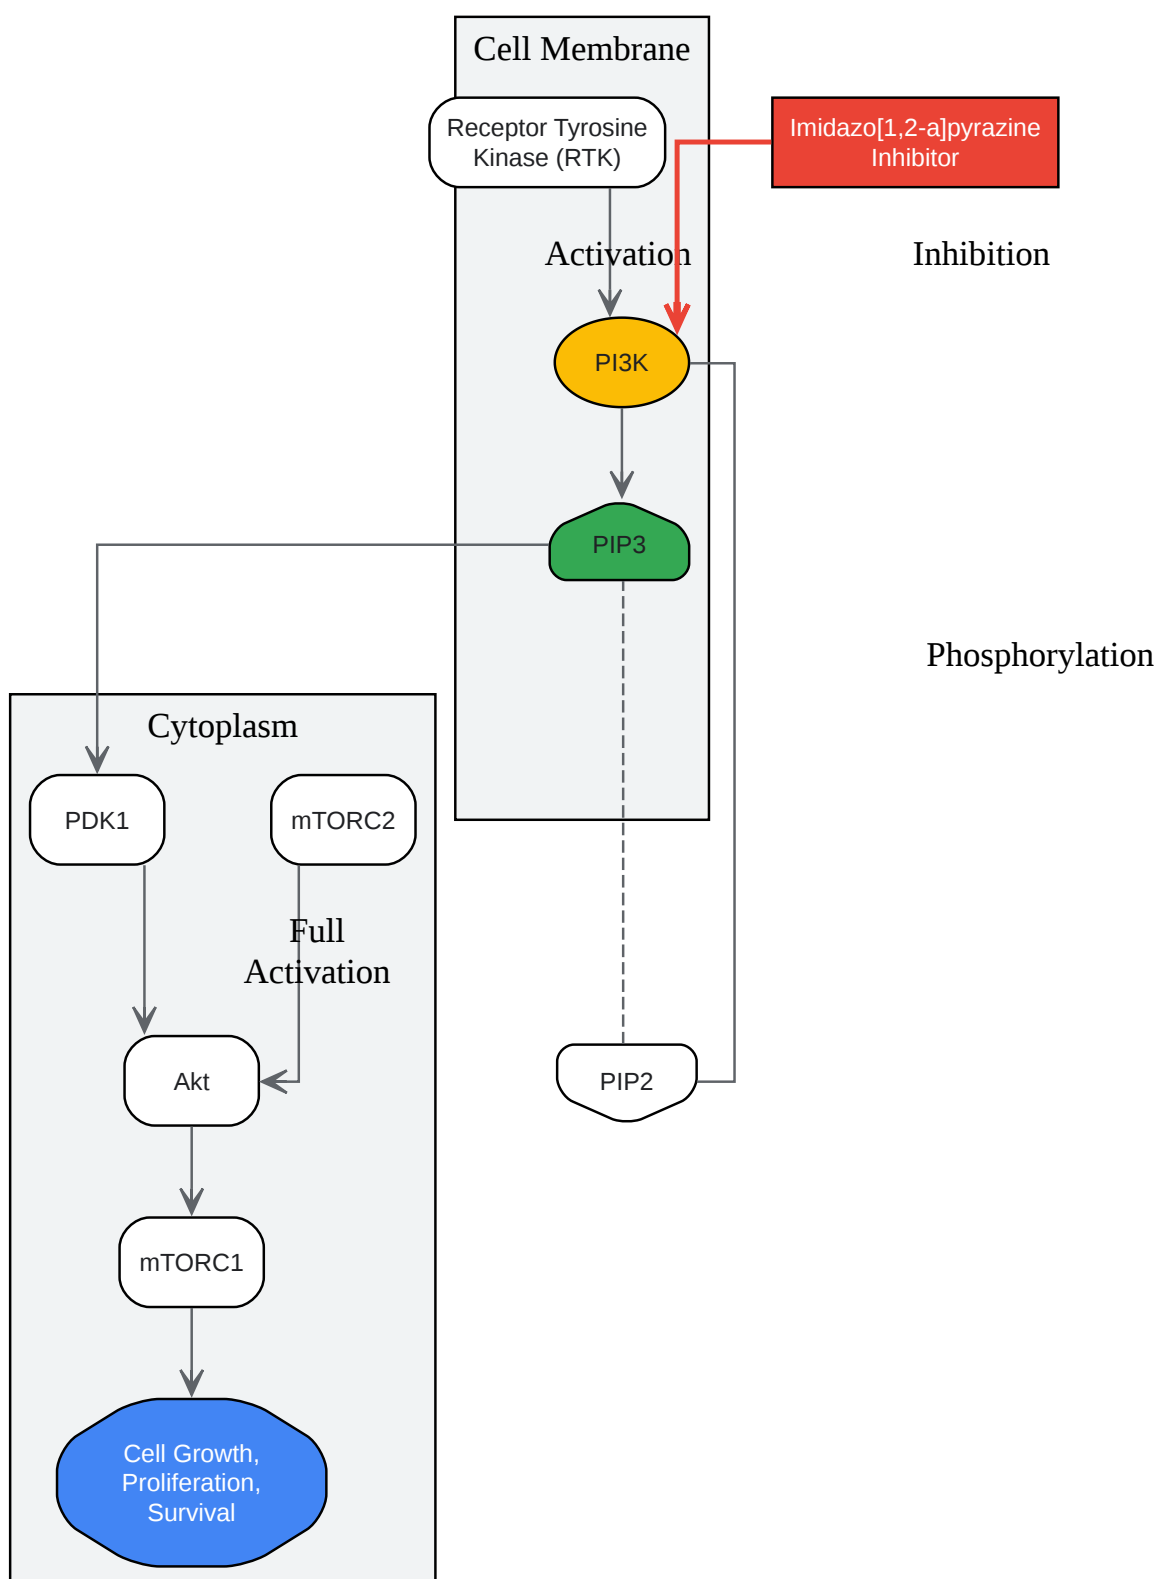 Cell Membrane
Receptor Tyrosine
Kinase (RTK)
Imidazo[1,2-a]pyrazine
Inhibitor
Activation
Inhibition
PI3K
PIP3
Phosphorylation
Cytoplasm
PDK1
mTORC2
Full
Activation
Akt
PIP2
mTORC1
Cell Growth,
Proliferation,
Survival